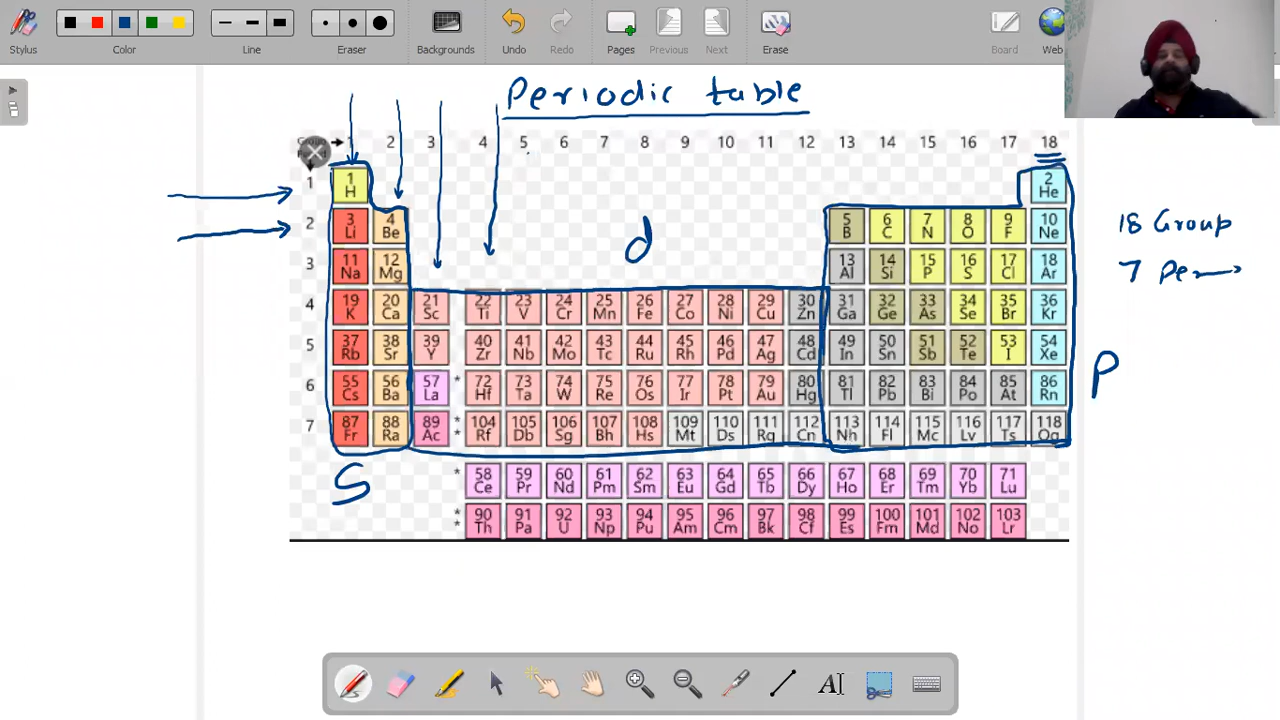 Stylus Color Line Eraser Backgrounds Undo Redo Pages Previous Next Erase Board Web
Periodic table
1 2 3 4 5 6 7 8 9 10 11 12 13 14 15 16 17 18
1 1 H 2 He
2 3 Li 4 Be 5 B 6 C 7 N 8 O 9 F 10 Ne
18 Group
3 11 Na 12 Mg 13 Al 14 Si 15 P 16 S 17 Cl 18 Ar
7
d
4 19 K 20 Ca 21 Sc 22 Ti 23 V 24 Cr 25 Mn 26 Fe 27 Co 28 Ni 29 Cu 30 Zn 31 Ga 32 Ge 33 As 34 Se 35 Br 36 Kr
5 37 Rb 38 Sr 39 Y 40 Zr 41 Nb 42 Mo 43 Tc 44 Ru 45 Rh 46 Pd 47 Ag 48 Cd 49 In 50 Sn 51 Sb 52 Te 53 I 54 Xe
6 55 Cs 56 Ba 57 La * 72 Hf 73 Ta 74 W 75 Re 76 Os 77 Ir 78 Pt 79 Au 80 Hg 81 Tl 82 Pb 83 Bi 84 Po 85 At 86 Rn
P
7 87 Fr 88 Ra 89 Ac * * 104 Rf 105 Db 106 Sg 107 Bh 108 Hs 109 Mt 110 Ds 111 Rg 112 Cn 113 Nh 114 Fl 115 Mc 116 Lv 117 Ts 118 Og
S
* 58 Ce 59 Pr 60 Nd 61 Pm 62 Sm 63 Eu 64 Gd 65 Tb 66 Dy 67 Ho 68 Er 69 Tm 70 Yb 71 Lu
* * 90 Th 91 Pa 92 U 93 Np 94 Pu 95 Am 96 Cm 97 Bk 98 Cf 99 Es 100 Fm 101 Md 102 No 103 Lr